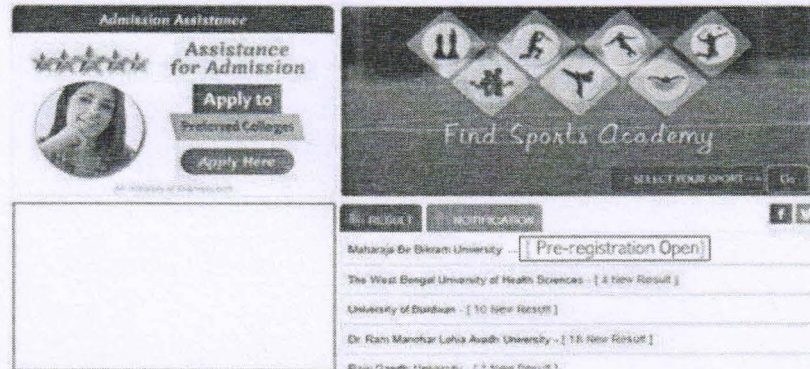 Admission Assistance
Assistance
for Admission
Apply to
Preferred Colleges
Apply Here
Find Sports Academy
SELECT YOUR SPORT
Go
RESULT
NOTIFICATION
Maharaja Bir Bikram University ... [ Pre-registration Open]
The West Bengal University of Health Sciences - [ 4 New Result ]
University of Burdwan - [ 10 New Result ]
Dr. Ram Manohar Lohia Avadh University - [ 18 New Result ]